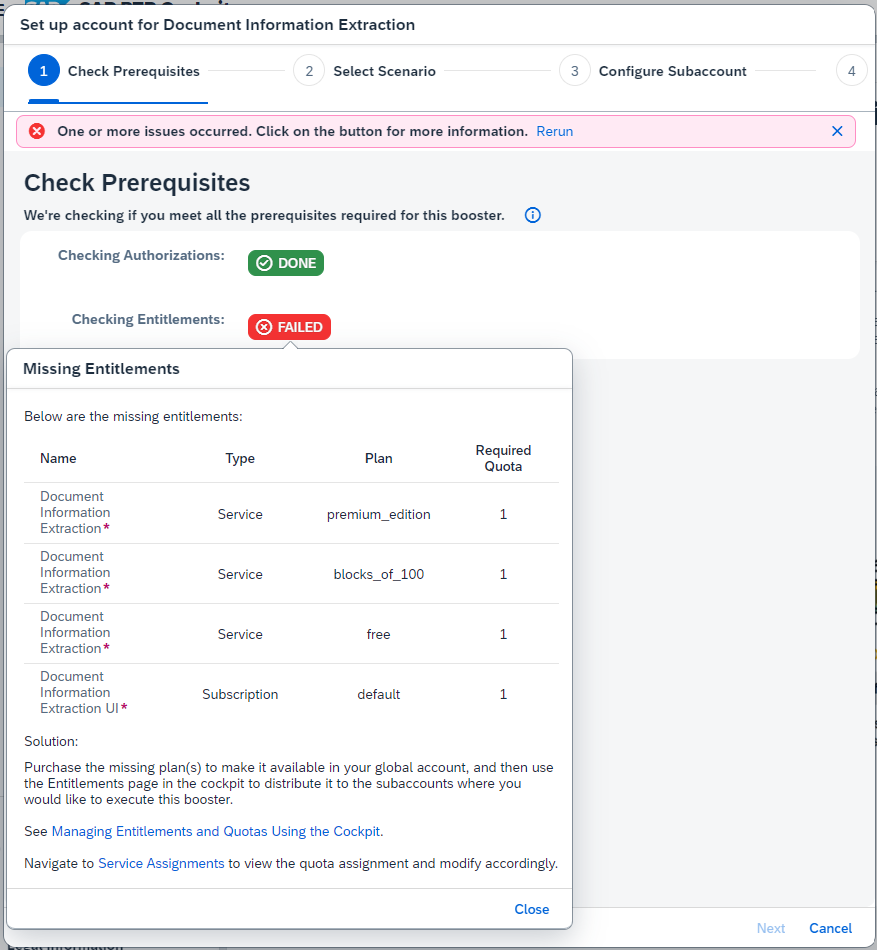 Set up account for Document Information Extraction
1 Check Prerequisites
2 Select Scenario
3 Configure Subaccount
4
One or more issues occurred. Click on the button for more information. Rerun
Check Prerequisites
We're checking if you meet all the prerequisites required for this booster.
Checking Authorizations: DONE
Checking Entitlements: FAILED
Missing Entitlements
Below are the missing entitlements:
Name Type Plan Required
Quota
Document
Information
Extraction* Service premium_edition 1
Document
Information
Extraction* Service blocks_of_100 1
Document
Information
Extraction* Service free 1
Document
Information
Extraction UI* Subscription default 1
Solution:
Purchase the missing plan(s) to make it available in your global account, and then use
the Entitlements page in the cockpit to distribute it to the subaccounts where you
would like to execute this booster.
See Managing Entitlements and Quotas Using the Cockpit.
Navigate to Service Assignments to view the quota assignment and modify accordingly.
Close
Next Cancel